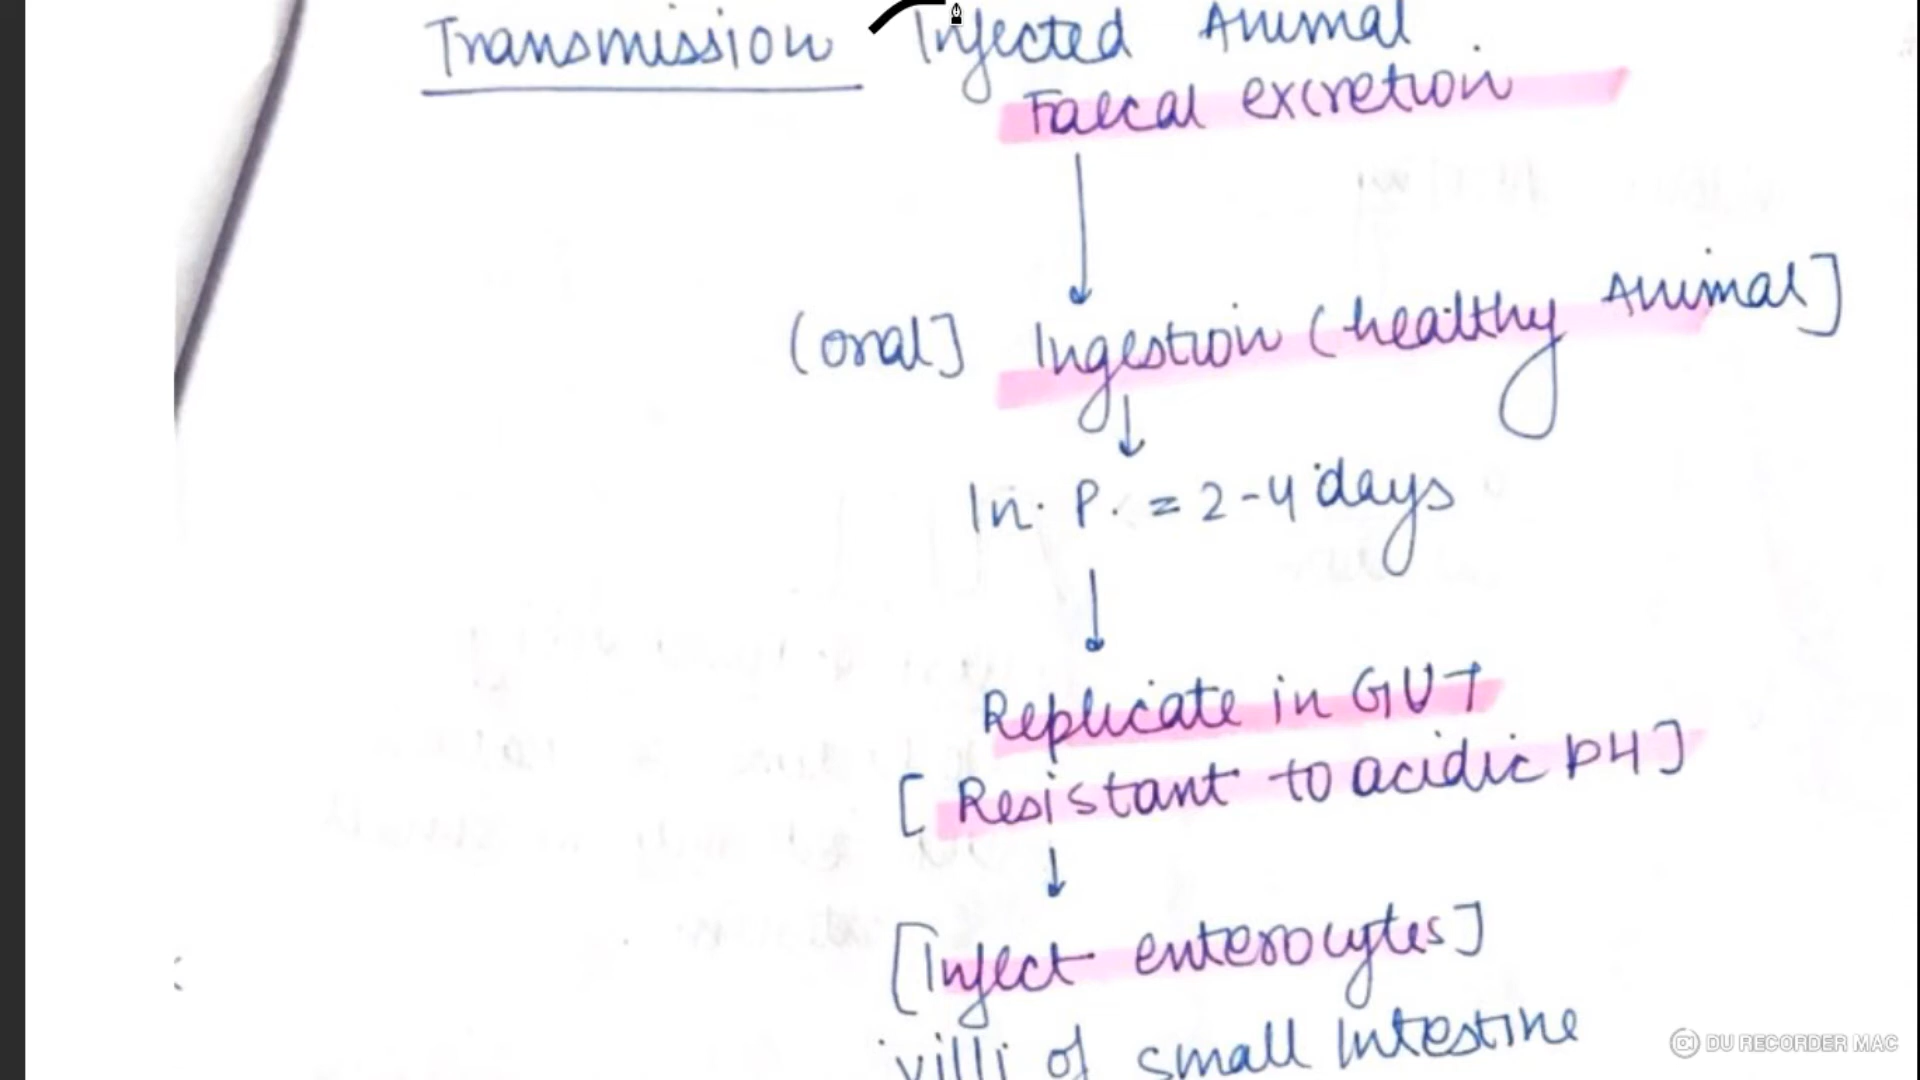 Transmission Infected Animal
Faecal excretion
(oral] Ingestion (healthy Animal]
In. P. = 2-4 days
Replicate in GUT
[Resistant to acidic pH]
[Infect enterocytes]
villi of small Intestine
DU RECORDER MAC